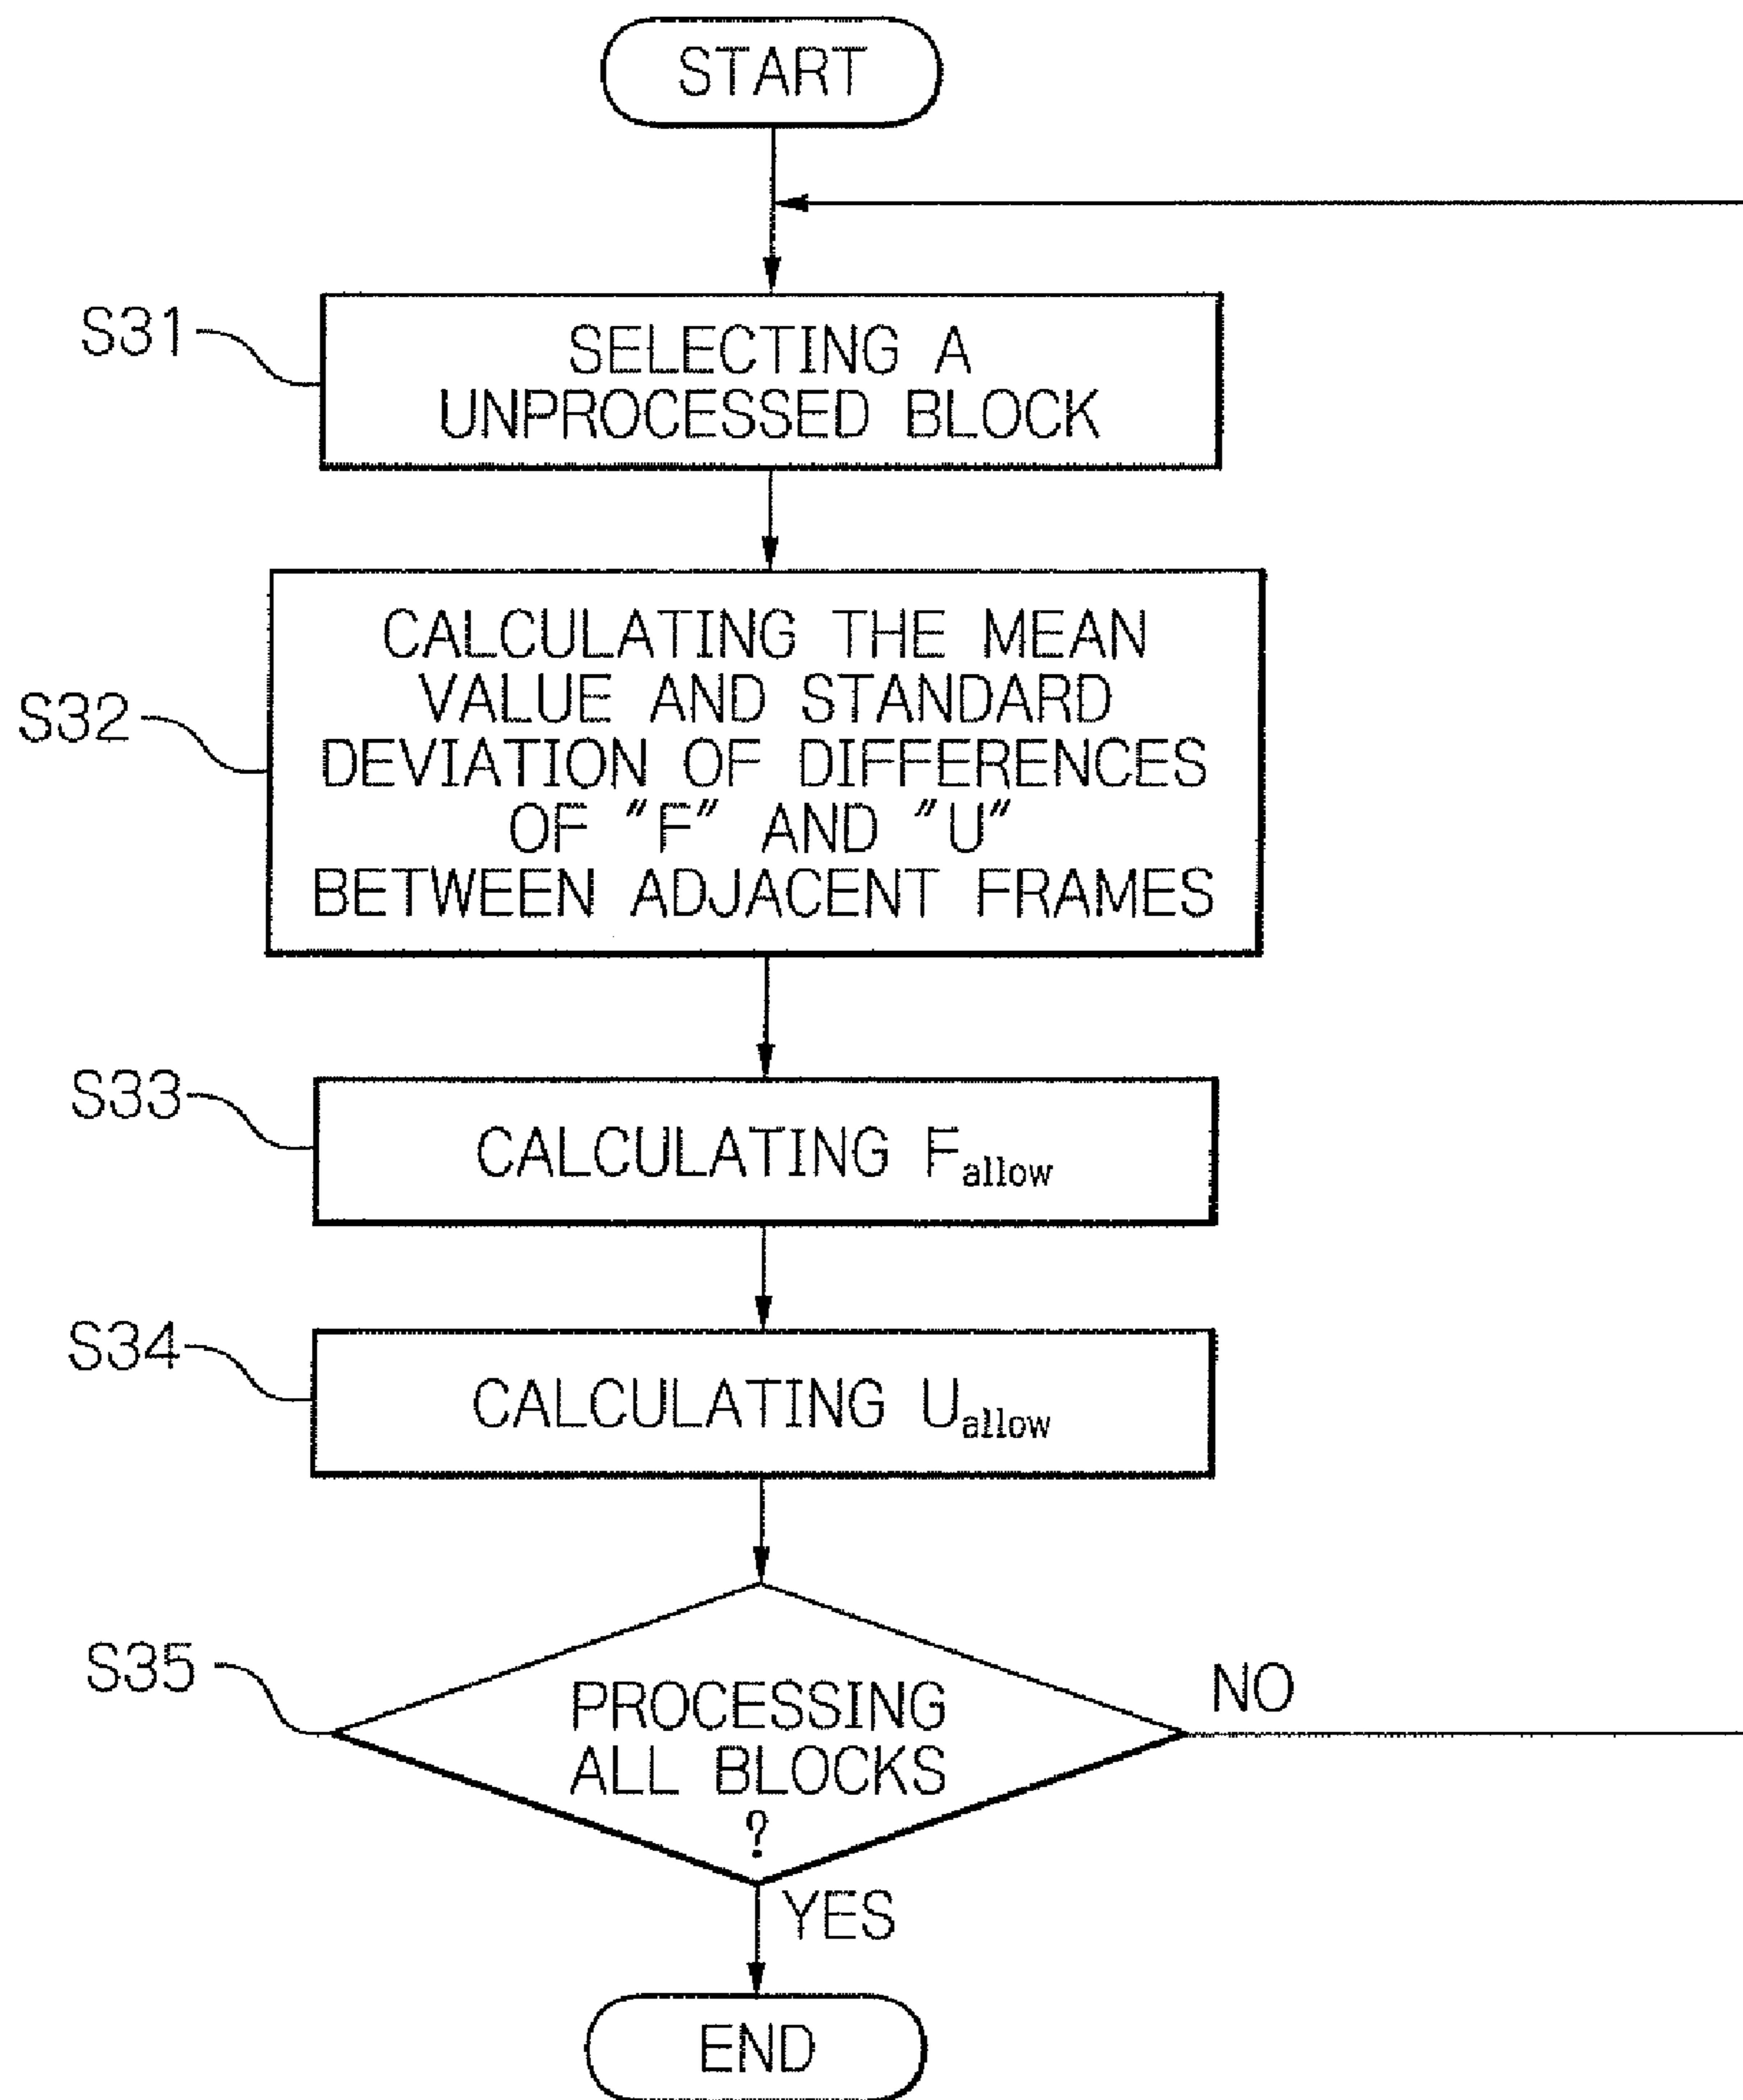 START
S31
SELECTING A
UNPROCESSED BLOCK
S32
CALCULATING THE MEAN
VALUE AND STANDARD
DEVIATION OF DIFFERENCES
OF "F" AND "U"
BETWEEN ADJACENT FRAMES
S33
CALCULATING Fallow
S34
CALCULATING Uallow
S35
PROCESSING
ALL BLOCKS
?
NO
YES
END